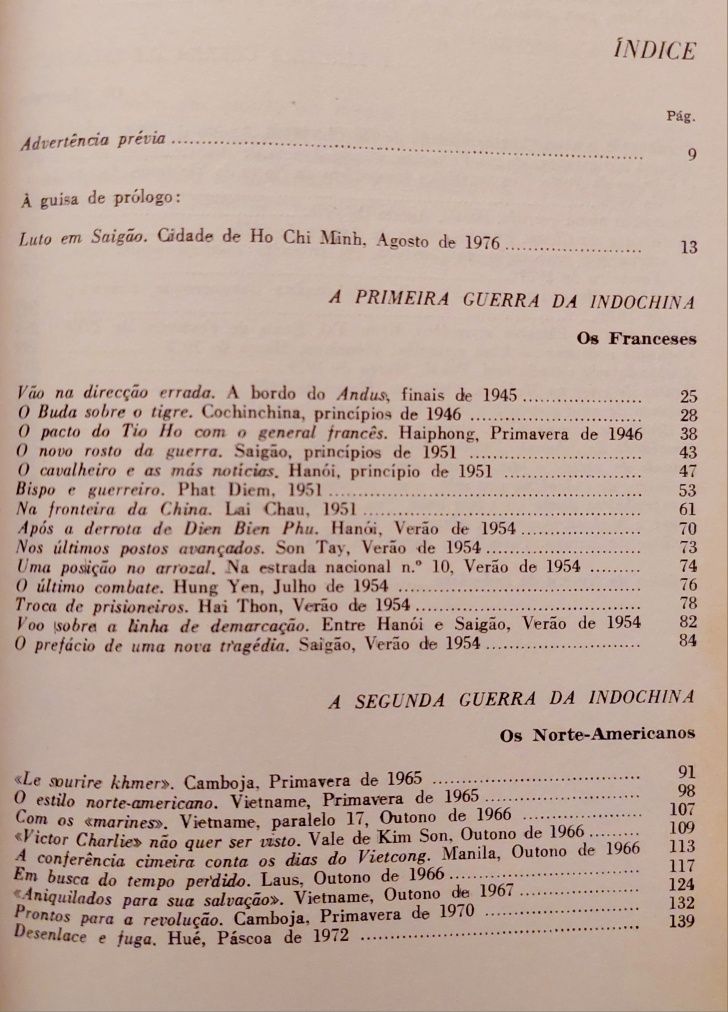 ÍNDICE
Pág.
Advertência prévia ........ 9
À guisa de prólogo:
Luto em Saigão. Cidade de Ho Chi Minh, Agosto de 1976 ........ 13
A PRIMEIRA GUERRA DA INDOCHINA
Os Franceses
Vão na direcção errada. A bordo do Andus, finais de 1945 ........ 25
O Buda sobre o tigre. Cochinchina, princípios de 1946 ........ 28
O pacto do Tio Ho com o general francês. Haiphong, Primavera de 1946 38
O novo rosto da guerra. Saigão, princípios de 1951 ........ 43
O cavalheiro e as más notícias. Hanói, princípio de 1951 ........ 47
Bispo e guerreiro. Phat Diem, 1951 ........ 53
Na fronteira da China. Lai Chau, 1951 ........ 61
Após a derrota de Dien Bien Phu. Hanói, Verão de 1954 ........ 70
Nos últimos postos avançados. Son Tay, Verão de 1954 ........ 73
Uma posição no arrozal. Na estrada nacional n.º 10, Verão de 1954 ........ 74
O último combate. Hung Yen, Julho de 1954 ........ 76
Troca de prisioneiros. Hai Thon, Verão de 1954 ........ 78
Voo sobre a linha de demarcação. Entre Hanói e Saigão, Verão de 1954 82
O prefácio de uma nova tragédia. Saigão, Verão de 1954 ........ 84
A SEGUNDA GUERRA DA INDOCHINA
Os Norte-Americanos
«Le sourire khmer». Camboja, Primavera de 1965 ........ 91
O estilo norte-americano. Vietname, Primavera de 1965 ........ 98
Com os «marines». Vietname, paralelo 17, Outono de 1966 ........ 107
«Victor Charlie» não quer ser visto. Vale de Kim Son, Outono de 1966 ........ 109
A conferência cimeira conta os dias do Vietcong. Manila, Outono de 1966 113
Em busca do tempo perdido. Laus, Outono de 1966 ........ 117
«Aniquilados para sua salvação». Vietname, Outono de 1967 ........ 124
Prontos para a revolução. Camboja, Primavera de 1970 ........ 132
Desenlace e fuga. Hué, Páscoa de 1972 ........ 139